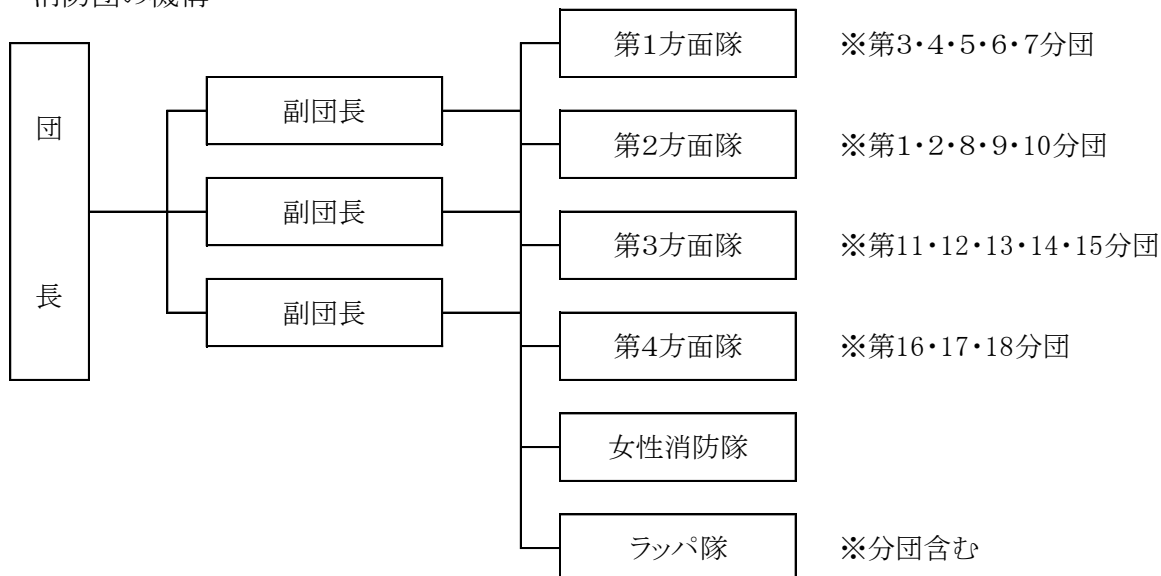 消防団の機構
団長
副団長
副団長
副団長
第1方面隊 ※第3・4・5・6・7分団
第2方面隊 ※第1・2・8・9・10分団
第3方面隊 ※第11・12・13・14・15分団
第4方面隊 ※第16・17・18分団
女性消防隊
ラッパ隊 ※分団含む